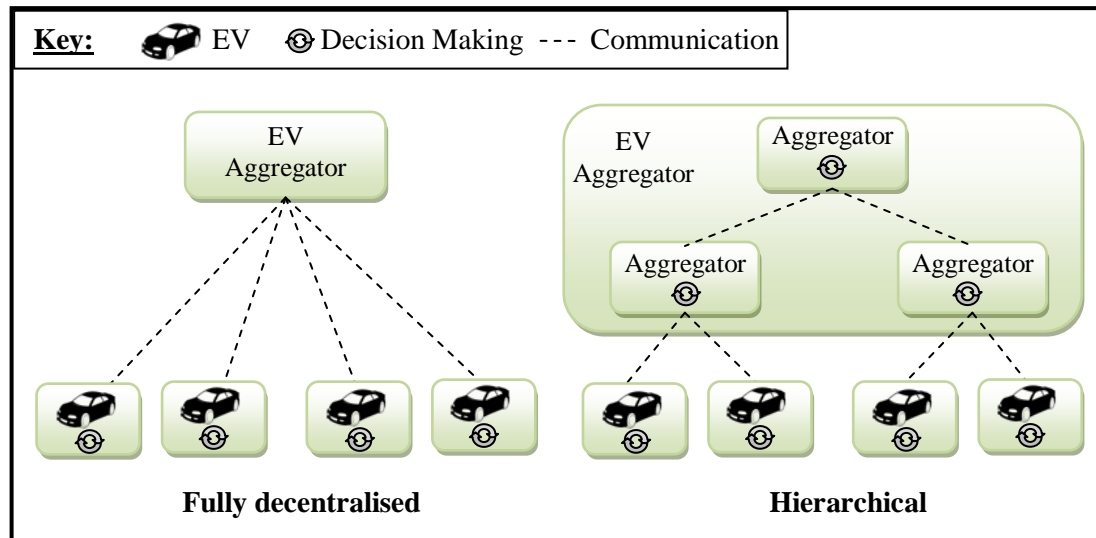 Key: EV Decision Making --- Communication
EV
Aggregator
EV
Aggregator
Aggregator
Aggregator
Aggregator
Fully decentralised
Hierarchical